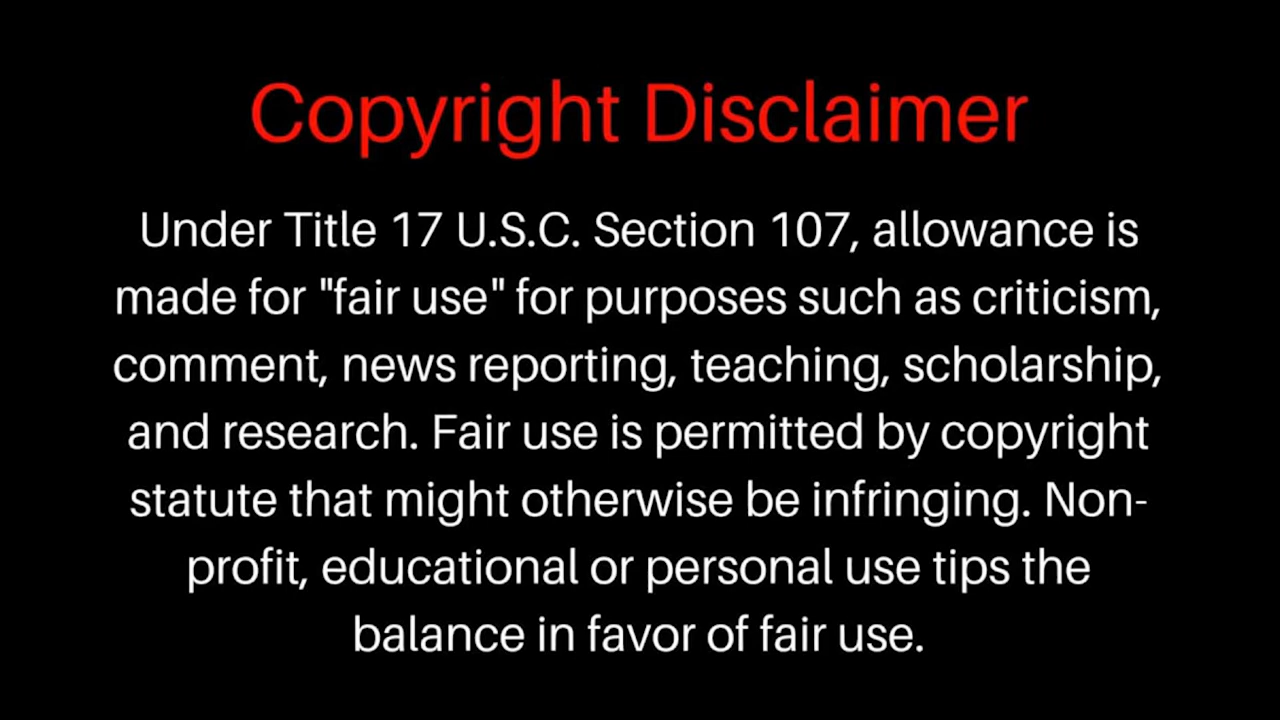 Copyright Disclaimer
Under Title 17 U.S.C. Section 107, allowance is
made for "fair use" for purposes such as criticism,
comment, news reporting, teaching, scholarship,
and research. Fair use is permitted by copyright
statute that might otherwise be infringing. Non-
profit, educational or personal use tips the
balance in favor of fair use.